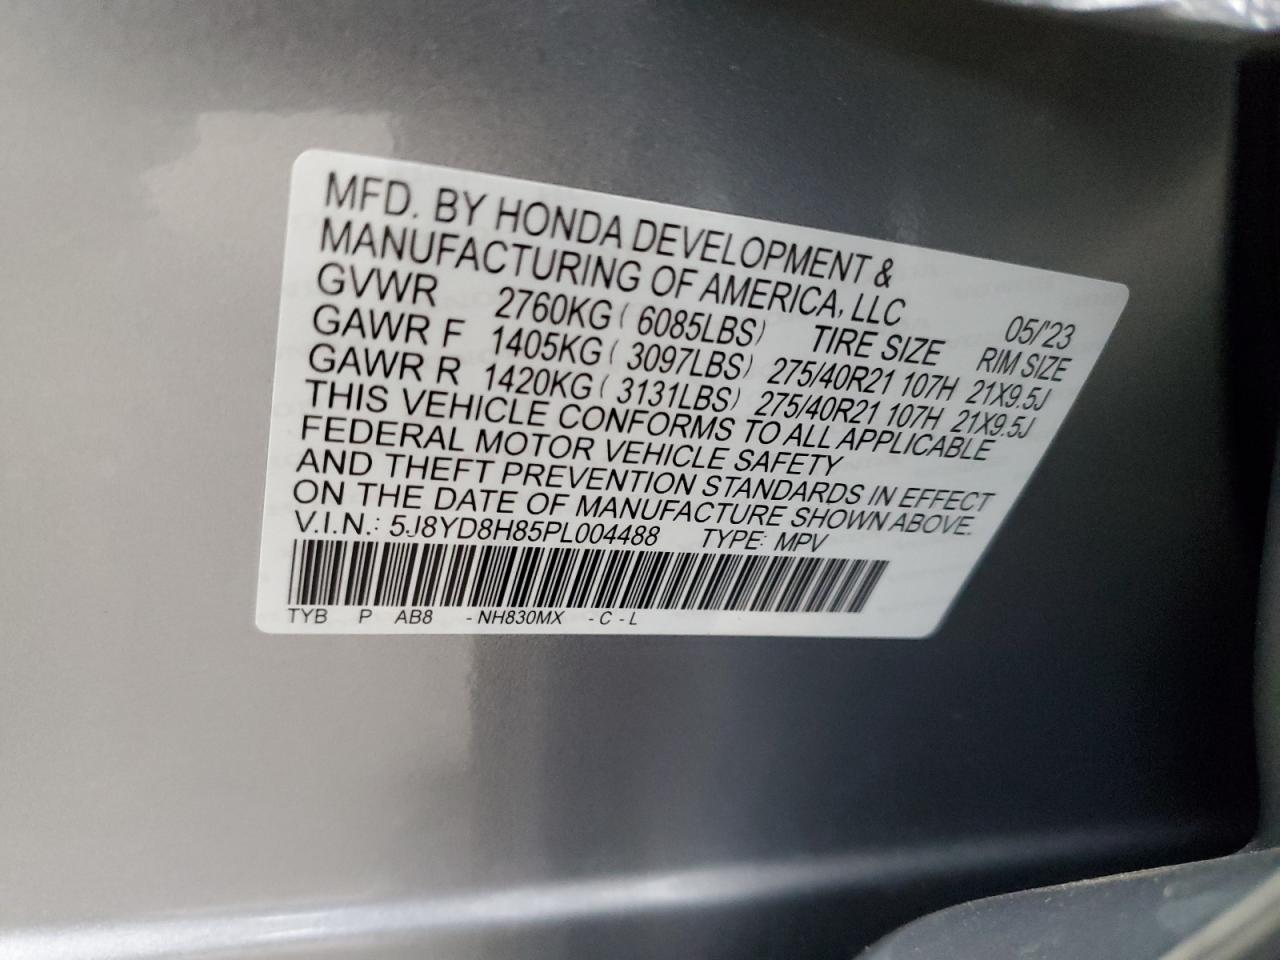 MFD. BY HONDA DEVELOPMENT &
MANUFACTURING OF AMERICA, LLC 05/'23
GVWR 2760KG ( 6085LBS) TIRE SIZE RIM SIZE
GAWR F 1405KG ( 3097LBS) 275/40R21 107H 21X9.5J
GAWR R 1420KG ( 3131LBS) 275/40R21 107H 21X9.5J
THIS VEHICLE CONFORMS TO ALL APPLICABLE
FEDERAL MOTOR VEHICLE SAFETY
AND THEFT PREVENTION STANDARDS IN EFFECT
ON THE DATE OF MANUFACTURE SHOWN ABOVE.
V.I.N.: 5J8YD8H85PL004488 TYPE: MPV
TYB P AB8 - NH830MX - C - L